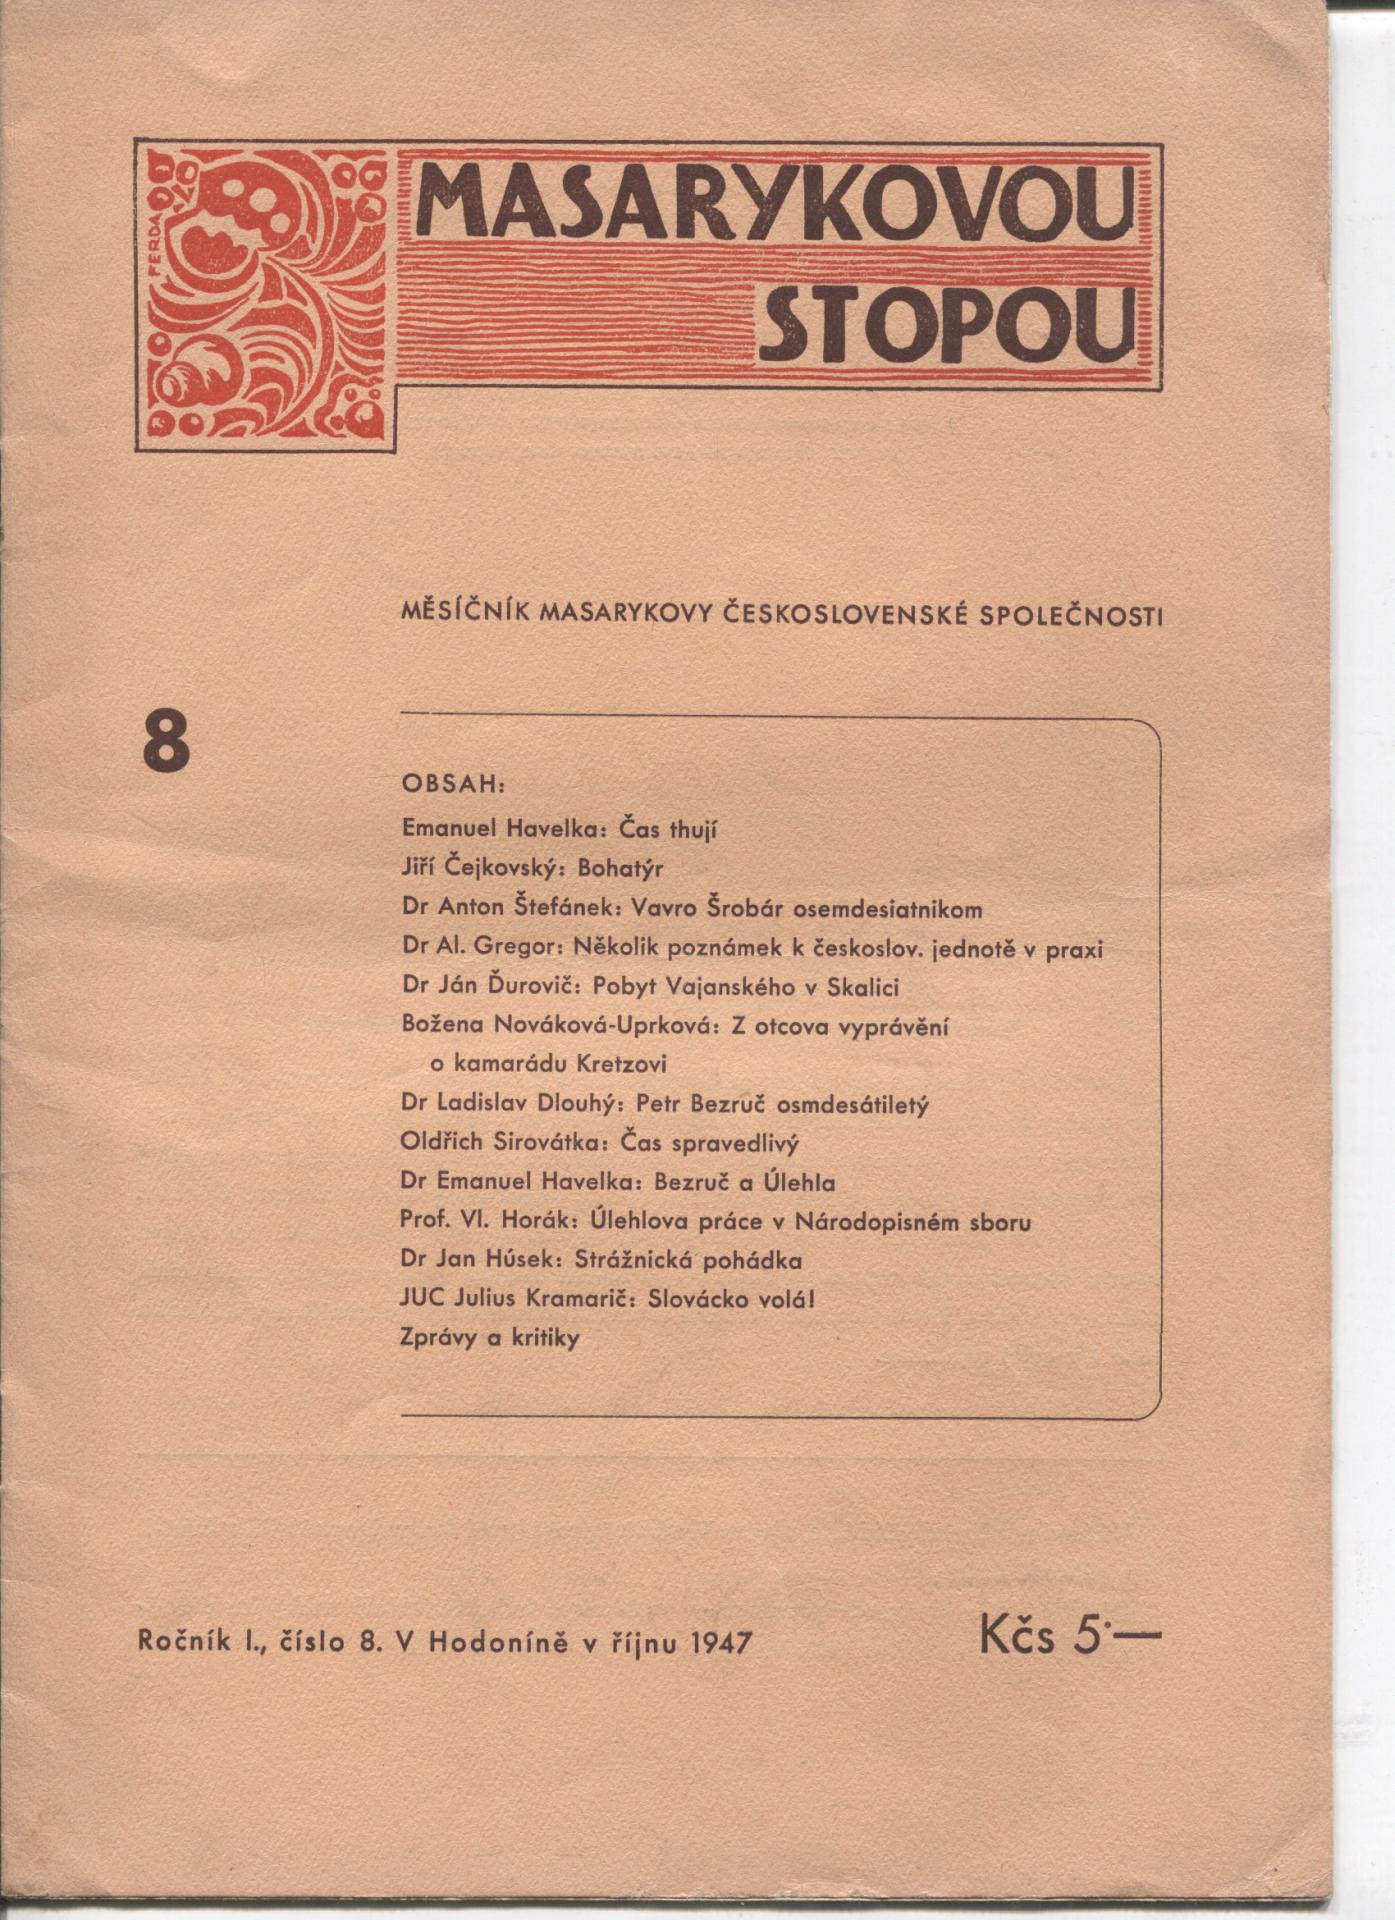 FERDA
MASARYKOVOU
STOPOU
MĚSÍČNÍK MASARYKOVY ČESKOSLOVENSKÉ SPOLEČNOSTI
8
OBSAH:
Emanuel Havelka: Čas thují
Jiří Čejkovský: Bohatýr
Dr Anton Štefánek: Vavro Šrobár osemdesiatnikom
Dr Al. Gregor: Několik poznámek k českoslov. jednotě v praxi
Dr Ján Ďurovič: Pobyt Vajanského v Skalici
Božena Nováková-Uprková: Z otcova vyprávění
o kamarádu Kretzovi
Dr Ladislav Dlouhý: Petr Bezruč osmdesátiletý
Oldřich Sirovátka: Čas spravedlivý
Dr Emanuel Havelka: Bezruč a Úlehla
Prof. Vl. Horák: Úlehlova práce v Národopisném sboru
Dr Jan Húsek: Strážnická pohádka
JUC Julius Kramarič: Slovácko volá!
Zprávy a kritiky
Ročník I., číslo 8. V Hodoníně v říjnu 1947
Kčs 5·—